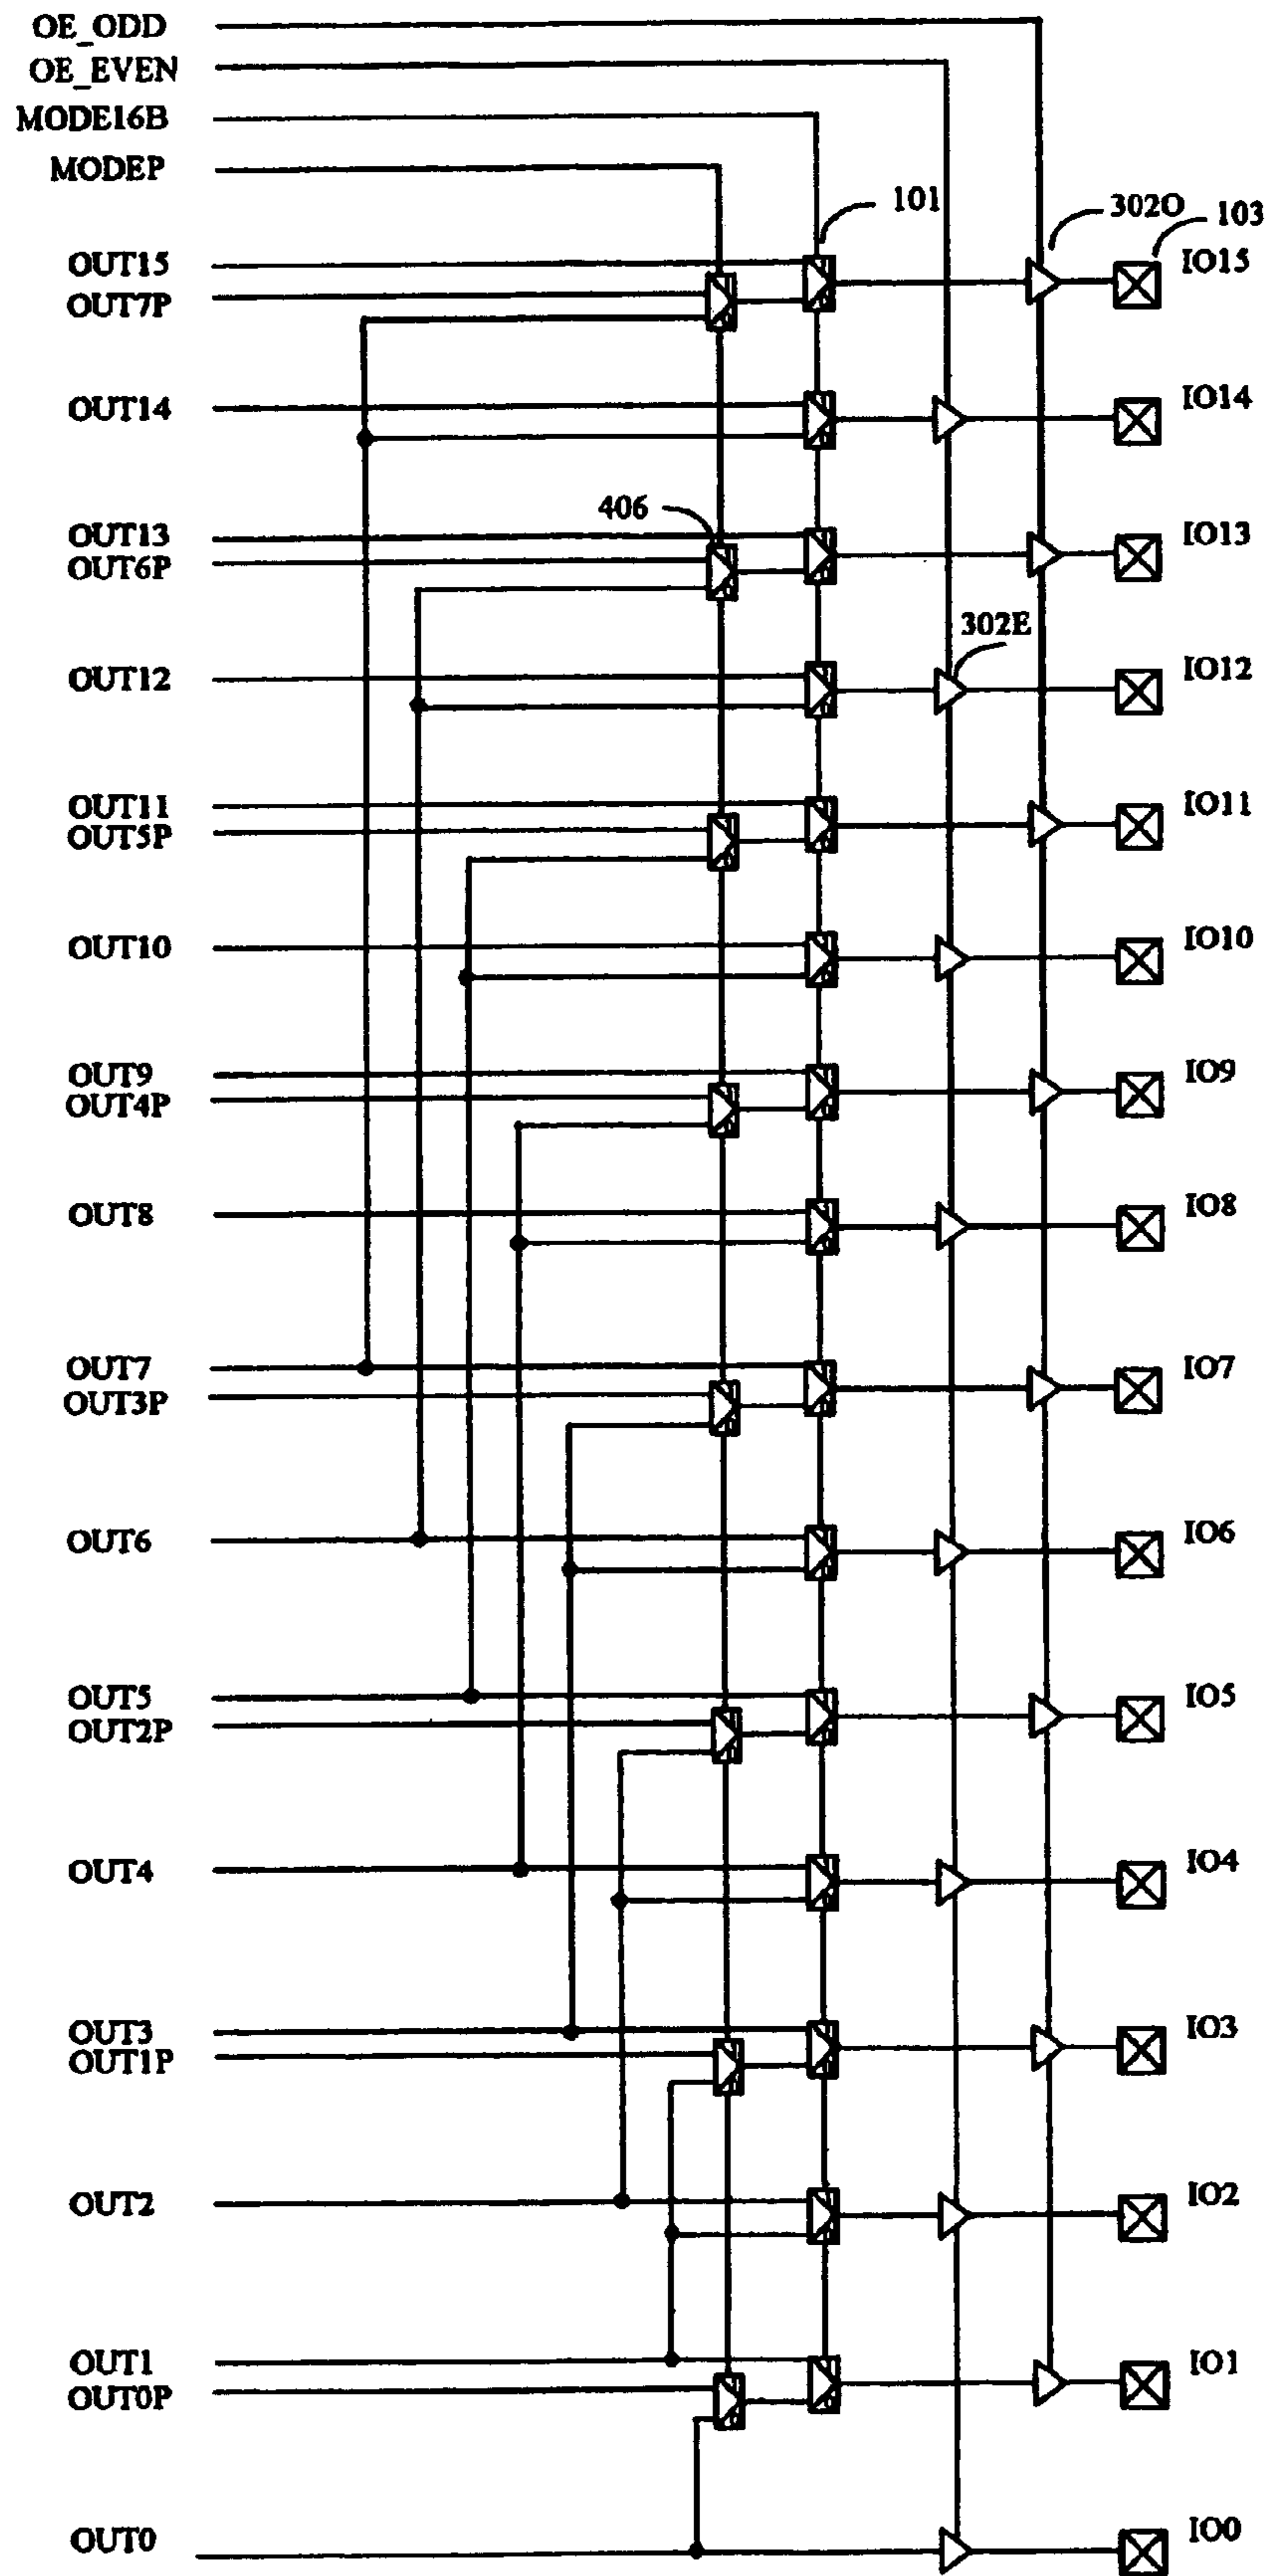 OE_ODD
OE_EVEN
MODE16B
MODEP
101
302O
103
OUT15
IO15
OUT7P
OUT14
IO14
406
OUT13
IO13
OUT6P
302E
OUT12
IO12
OUT11
IO11
OUT5P
OUT10
IO10
OUT9
IO9
OUT4P
OUT8
IO8
OUT7
IO7
OUT3P
OUT6
IO6
OUT5
IO5
OUT2P
OUT4
IO4
OUT3
IO3
OUT1P
OUT2
IO2
OUT1
IO1
OUT0P
OUT0
IO0